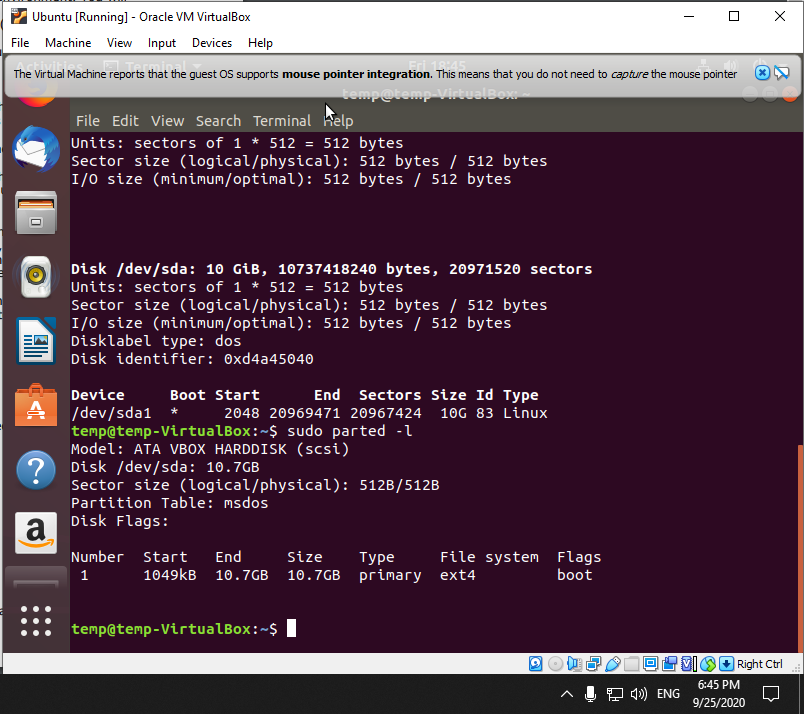 Ubuntu [Running] - Oracle VM VirtualBox
File Machine View Input Devices Help
Activities Terminal Fri 18:45
The Virtual Machine reports that the guest OS supports mouse pointer integration. This means that you do not need to capture the mouse pointer
temp@temp-VirtualBox: ~
File Edit View Search Terminal Help
Units: sectors of 1 * 512 = 512 bytes
Sector size (logical/physical): 512 bytes / 512 bytes
I/O size (minimum/optimal): 512 bytes / 512 bytes
Disk /dev/sda: 10 GiB, 10737418240 bytes, 20971520 sectors
Units: sectors of 1 * 512 = 512 bytes
Sector size (logical/physical): 512 bytes / 512 bytes
I/O size (minimum/optimal): 512 bytes / 512 bytes
Disklabel type: dos
Disk identifier: 0xd4a45040
Device Boot Start End Sectors Size Id Type
/dev/sda1 * 2048 20969471 20967424 10G 83 Linux
temp@temp-VirtualBox:~$ sudo parted -l
Model: ATA VBOX HARDDISK (scsi)
Disk /dev/sda: 10.7GB
Sector size (logical/physical): 512B/512B
Partition Table: msdos
Disk Flags:
Number Start End Size Type File system Flags
1 1049kB 10.7GB 10.7GB primary ext4 boot
temp@temp-VirtualBox:~$
Right Ctrl
ENG
6:45 PM
9/25/2020